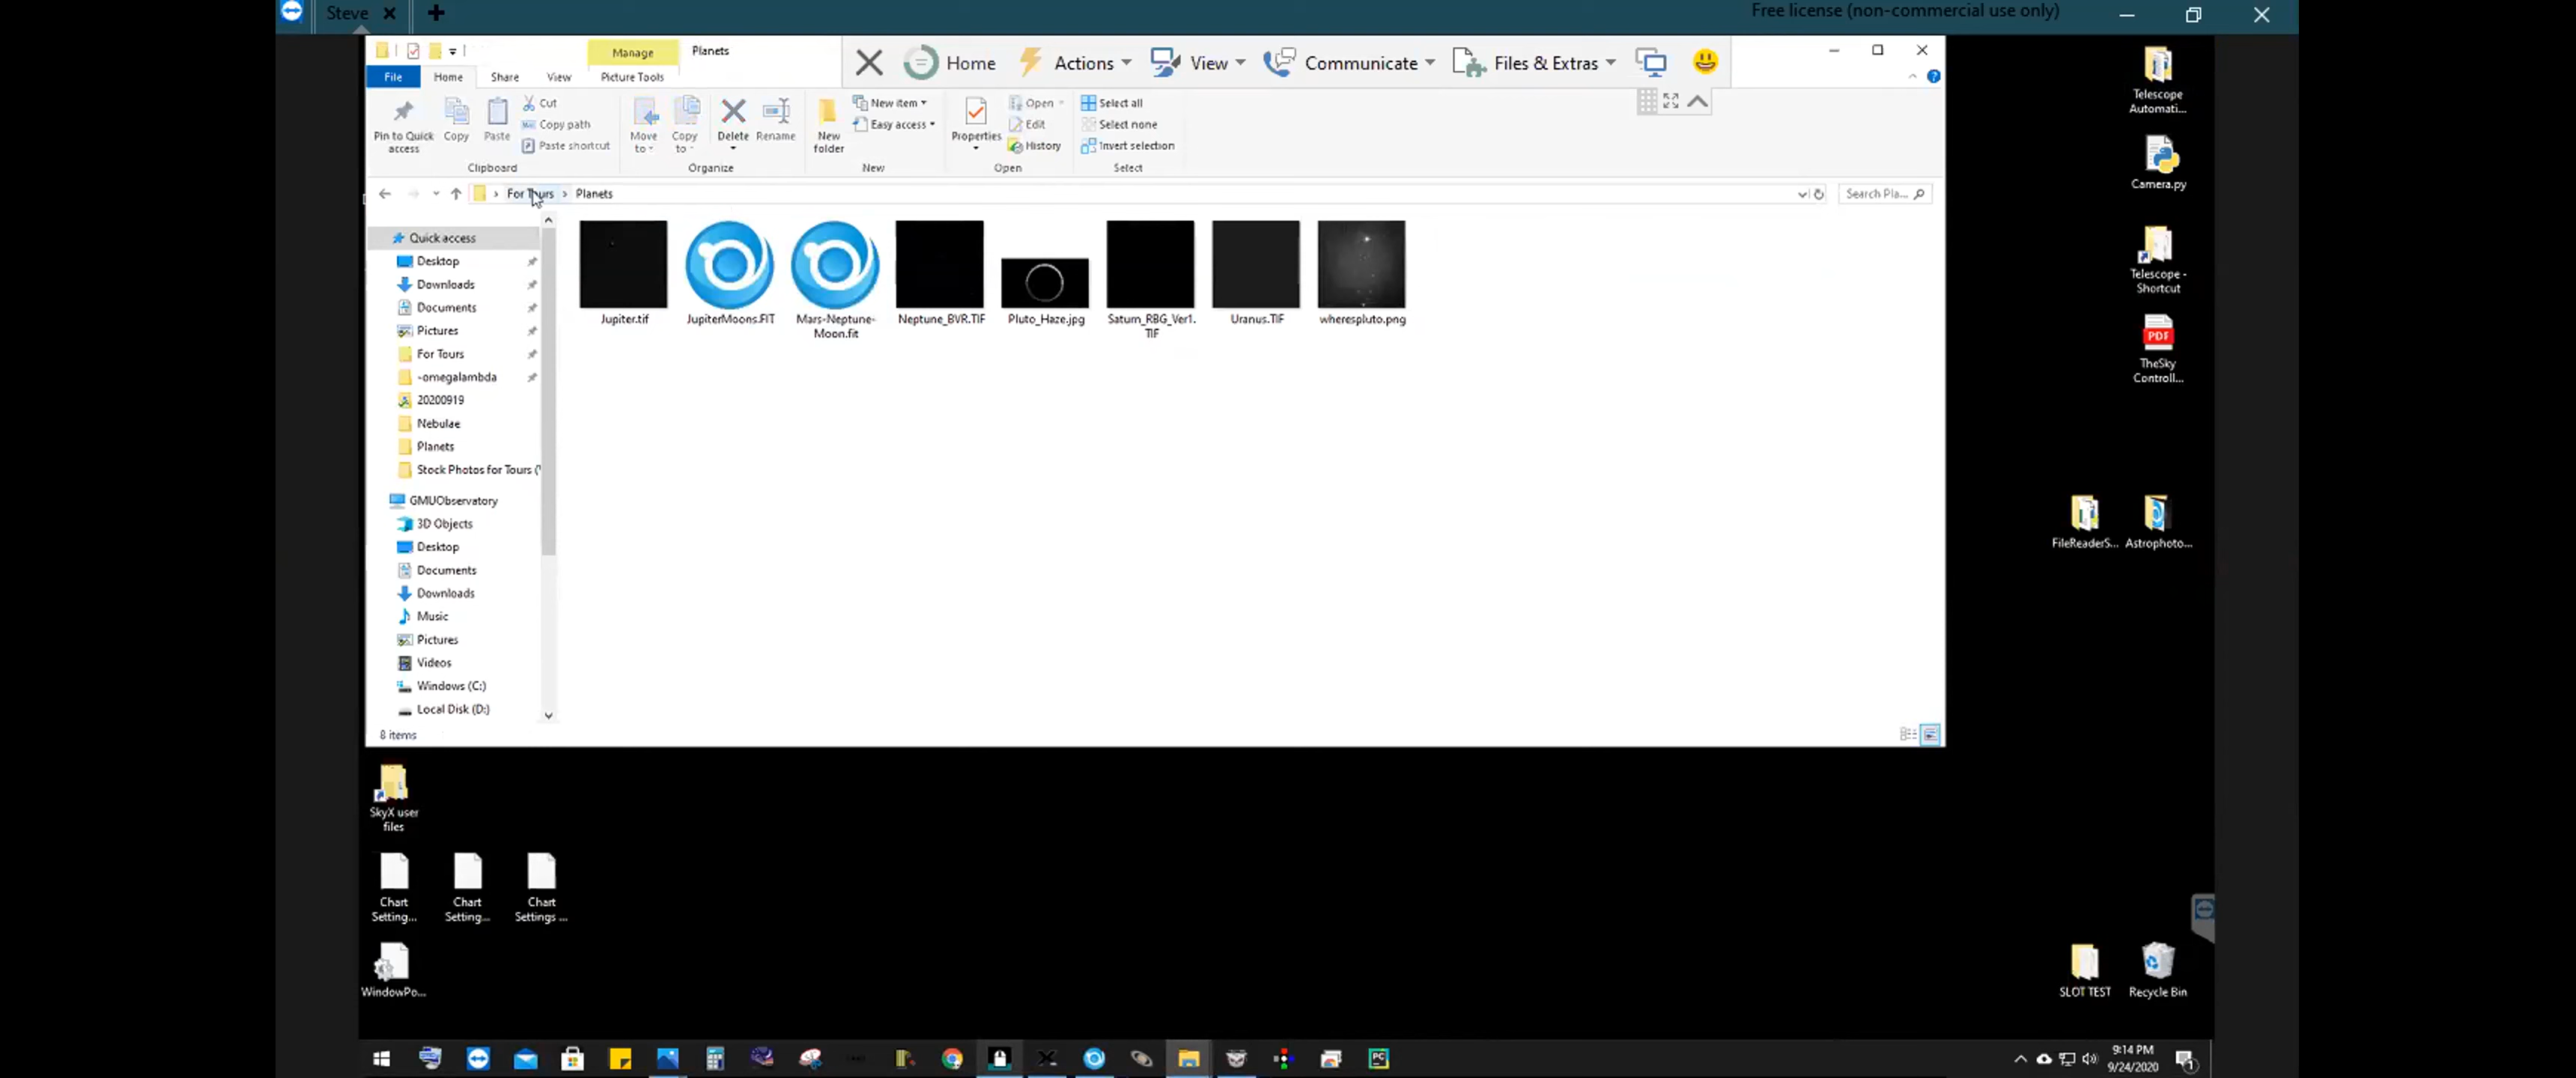 Steve
Free license (non-commercial use only)
Manage
Planets
File
Home
Share
View
Picture Tools
Home
Actions
View
Communicate
Files & Extras
Pin to Quick
access
Copy
Paste
Cut
Copy path
Paste shortcut
Move
to
Copy
to
Delete
Rename
New
folder
New item
Easy access
Properties
Open
Edit
History
Select all
Select none
Invert selection
Clipboard
Organize
New
Open
Select
For Tours
Planets
Search Pla...
Quick access
Desktop
Downloads
Documents
Pictures
For Tours
-omegalambda
20200919
Nebulae
Planets
Stock Photos for Tours (
GMUObservatory
3D Objects
Desktop
Documents
Downloads
Music
Pictures
Videos
Windows (C:)
Local Disk (D:)
8 items
Jupiter.tif
JupiterMoons.FIT
Mars-Neptune-
Moon.fit
Neptune_BVR.TIF
Pluto_Haze.jpg
Saturn_RBG_Ver1.
TIF
Uranus.TIF
wherespluto.png
Telescope
Automati...
Camera.py
Telescope -
Shortcut
PDF
TheSky
Controll...
FileReaderS...
Astrophoto...
SkyX user
files
Chart
Setting...
Chart
Setting...
Chart
Settings ...
WindowPo...
SLOT TEST
Recycle Bin
PC
9:14 PM
9/24/2020
1